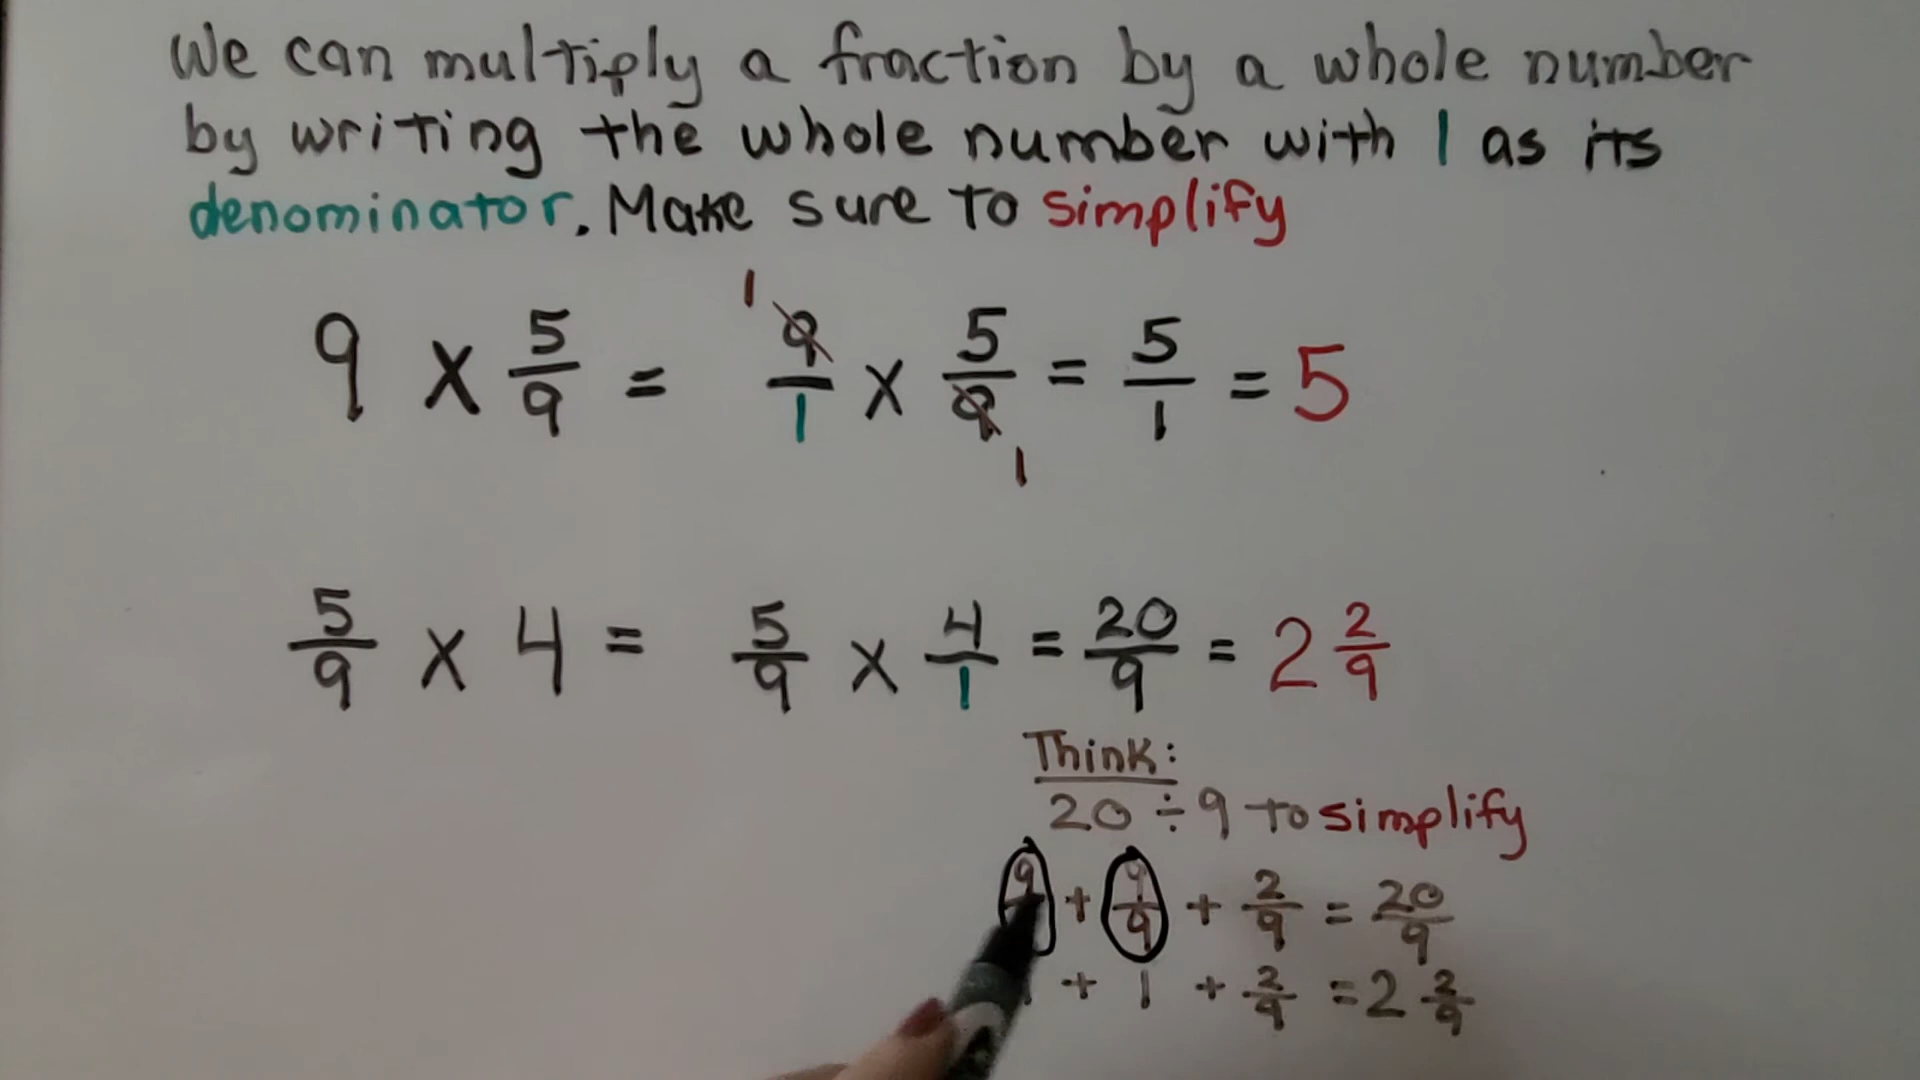 We can multiply a fraction by a whole number
by writing the whole number with 1 as its
denominator. Make sure to simplify
9 x 5/9 = 1 9/1 x 5/9 1 = 5/1 = 5
5/9 x 4 = 5/9 x 4/1 = 20/9 = 2 2/9
Think:
20 ÷ 9 to simplify
9 + 9/9 + 2/9 = 20/9
+ 1 + 2/9 = 2 2/9